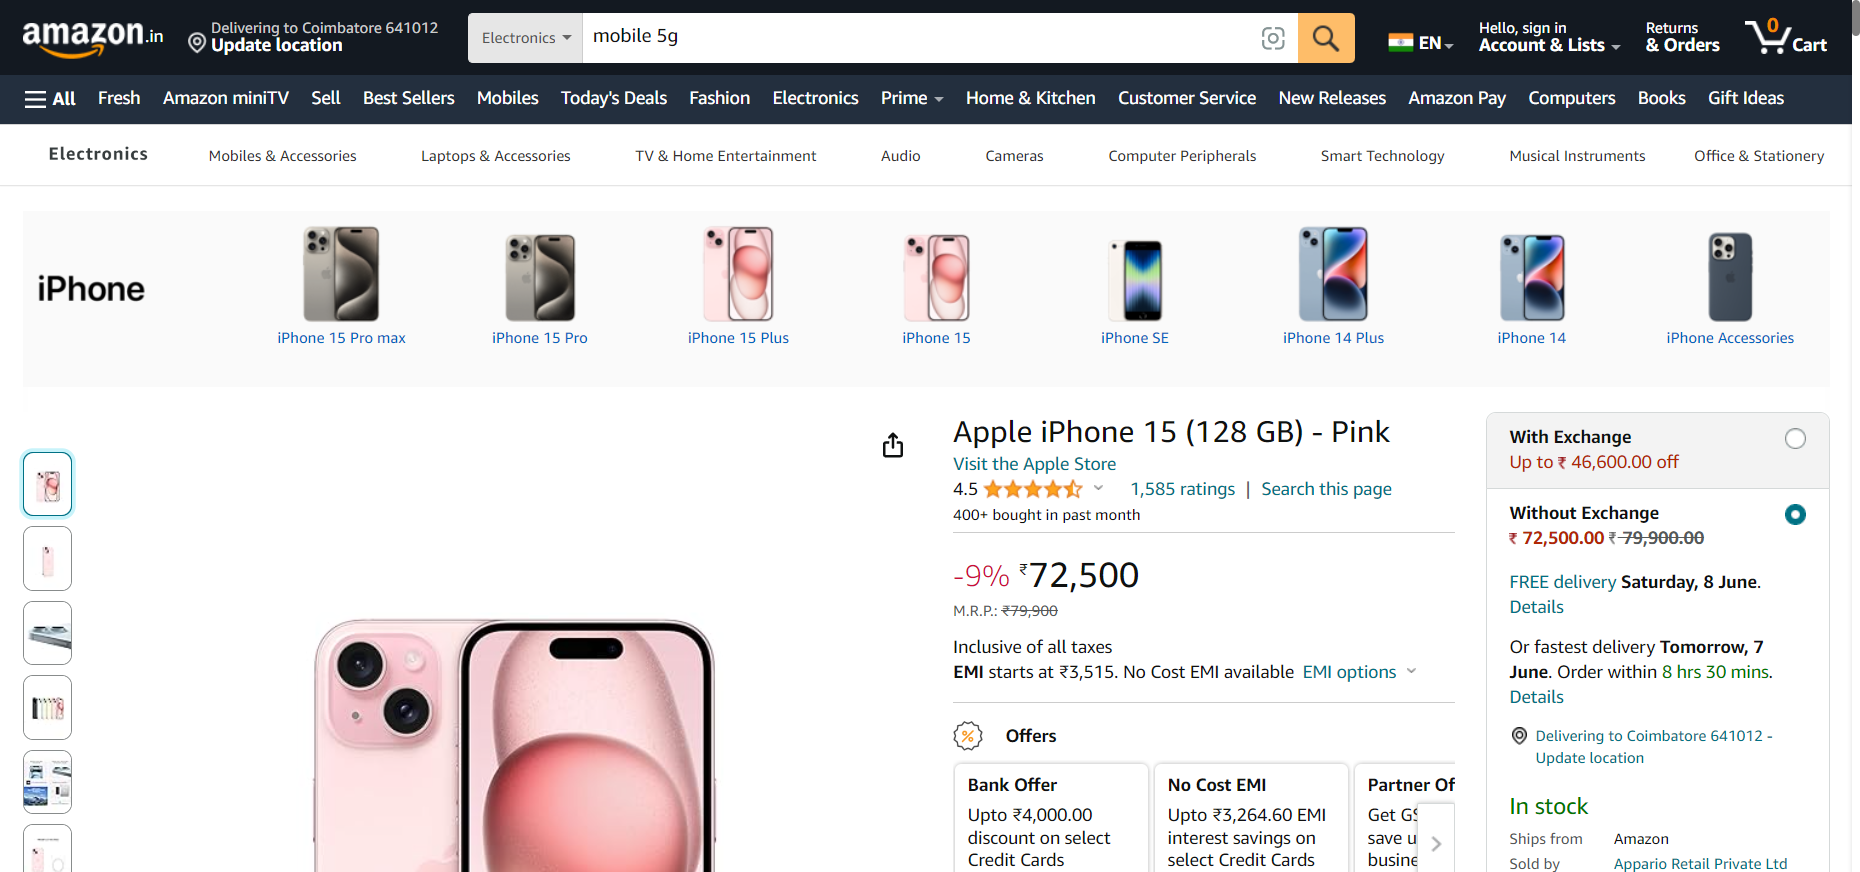 amazon.in
Delivering to Coimbatore 641012
Update location
Electronics
mobile 5g
EN
Hello, sign in
Account & Lists
Returns
& Orders
0
Cart
All
Fresh
Amazon miniTV
Sell
Best Sellers
Mobiles
Today's Deals
Fashion
Electronics
Prime
Home & Kitchen
Customer Service
New Releases
Amazon Pay
Computers
Books
Gift Ideas
Electronics
Mobiles & Accessories
Laptops & Accessories
TV & Home Entertainment
Audio
Cameras
Computer Peripherals
Smart Technology
Musical Instruments
Office & Stationery
iPhone
iPhone 15 Pro max
iPhone 15 Pro
iPhone 15 Plus
iPhone 15
iPhone SE
iPhone 14 Plus
iPhone 14
iPhone Accessories
Apple iPhone 15 (128 GB) - Pink
Visit the Apple Store
4.5
1,585 ratings | Search this page
400+ bought in past month
-9% ₹72,500
M.R.P.: ₹79,900
Inclusive of all taxes
EMI starts at ₹3,515. No Cost EMI available EMI options
% Offers
Bank Offer
Upto ₹4,000.00
discount on select
Credit Cards
No Cost EMI
Upto ₹3,264.60 EMI
interest savings on
select Credit Cards
Partner Of
Get GS
save u
busine
With Exchange
Up to ₹ 46,600.00 off
Without Exchange
₹ 72,500.00 ₹ 79,900.00
FREE delivery Saturday, 8 June.
Details
Or fastest delivery Tomorrow, 7
June. Order within 8 hrs 30 mins.
Details
Delivering to Coimbatore 641012 -
Update location
In stock
Ships from Amazon
Sold by Appario Retail Private Ltd